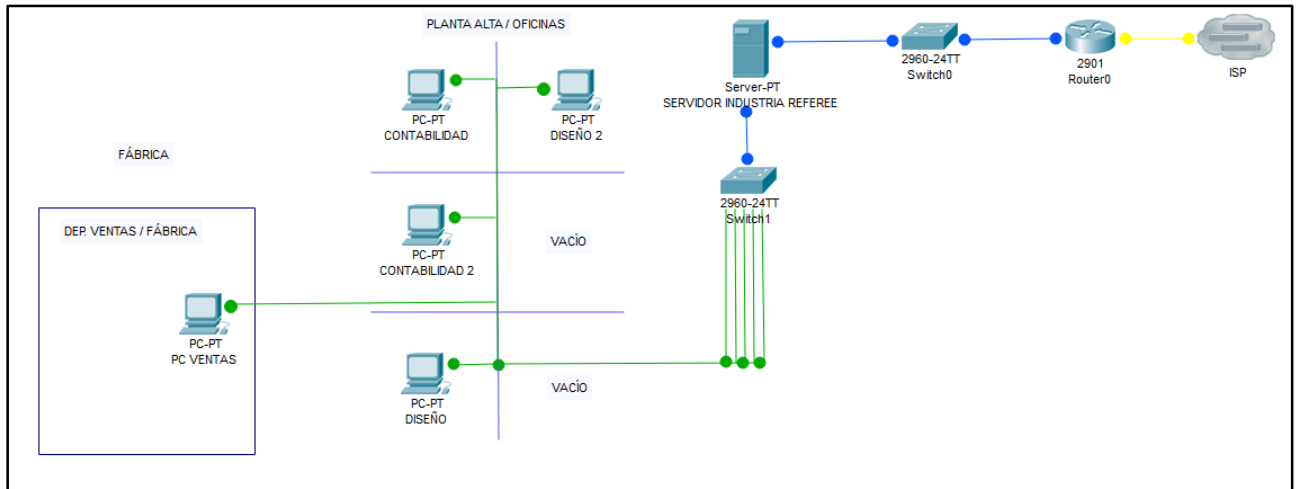 PLANTA ALTA / OFICINAS
PC-PT
CONTABILIDAD
PC-PT
DISEÑO 2
Server-PT
SERVIDOR INDUSTRIA REFEREE
2960-24TT
Switch0
2901
Router0
ISP
FÁBRICA
2960-24TT
Switch1
DEP. VENTAS / FÁBRICA
PC-PT
CONTABILIDAD 2
VACÍO
PC-PT
PC VENTAS
PC-PT
DISEÑO
VACÍO